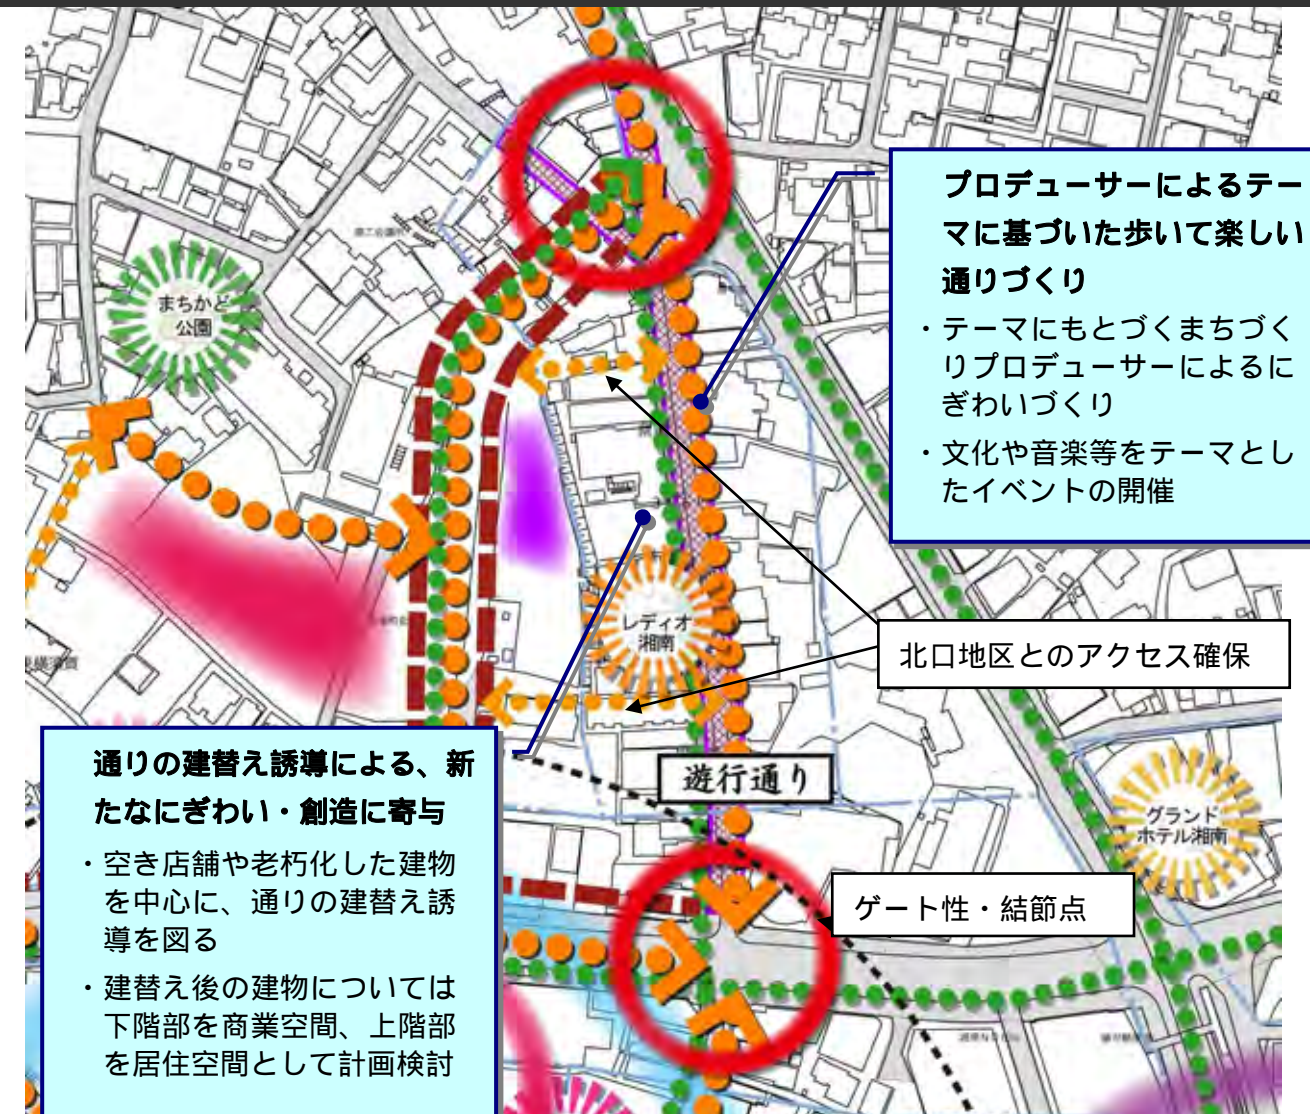 プロデューサーによるテー
マに基づいた歩いて楽しい
通りづくり
・テーマにもとづくまちづく
りプロデューサーによるに
ぎわいづくり
・文化や音楽等をテーマとし
たイベントの開催
まちかど
公園
レディオ
湘南
北口地区とのアクセス確保
遊行通り
グランド
ホテル湘南
ゲート性・結節点
通りの建替え誘導による、新
たなにぎわい・創造に寄与
・空き店舗や老朽化した建物
を中心に、通りの建替え誘
導を図る
・建替え後の建物については
下階部を商業空間、上階部
を居住空間として計画検討